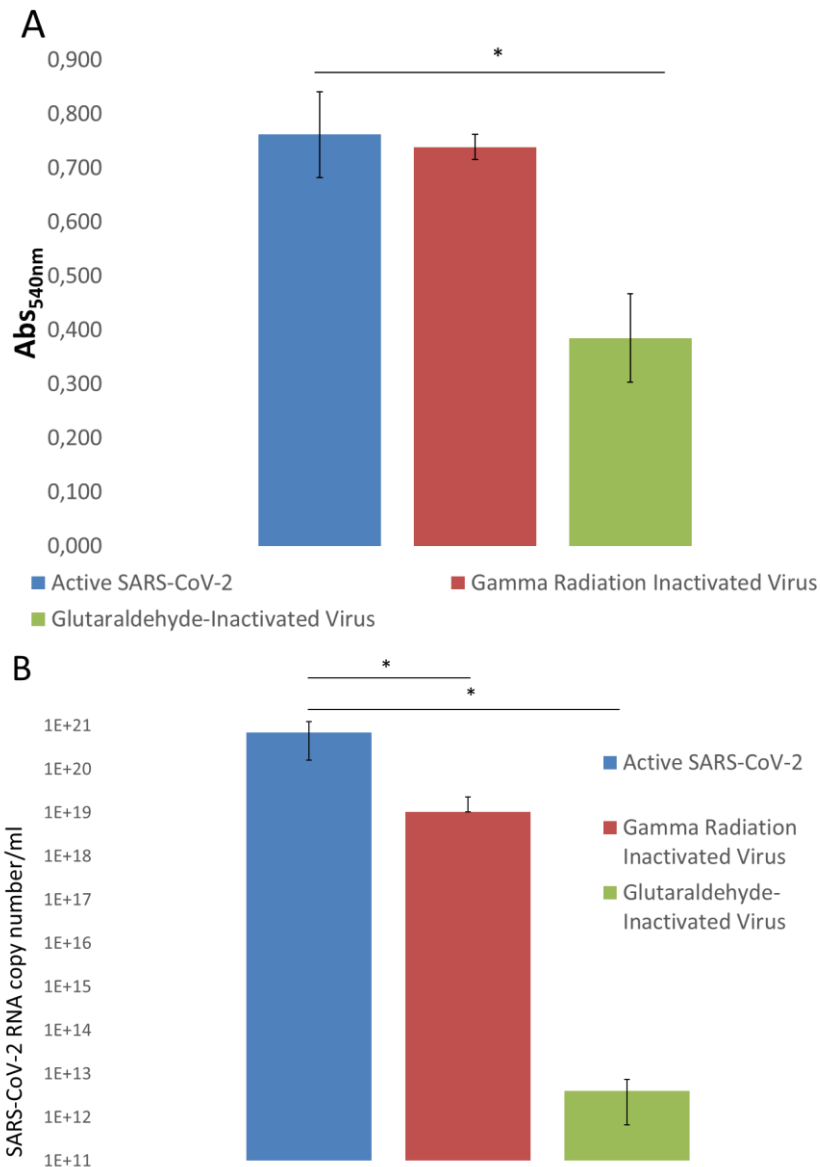 A
*
0,900
0,800
0,700
0,600
0,500
0,400
0,300
0,200
0,100
0,000
Abs540nm
Active SARS-CoV-2
Gamma Radiation Inactivated Virus
Glutaraldehyde-Inactivated Virus
B
*
*
1E+21
1E+20
1E+19
1E+18
1E+17
1E+16
1E+15
1E+14
1E+13
1E+12
1E+11
SARS-CoV-2 RNA copy number/ml
Active SARS-CoV-2
Gamma Radiation
Inactivated Virus
Glutaraldehyde-
Inactivated Virus